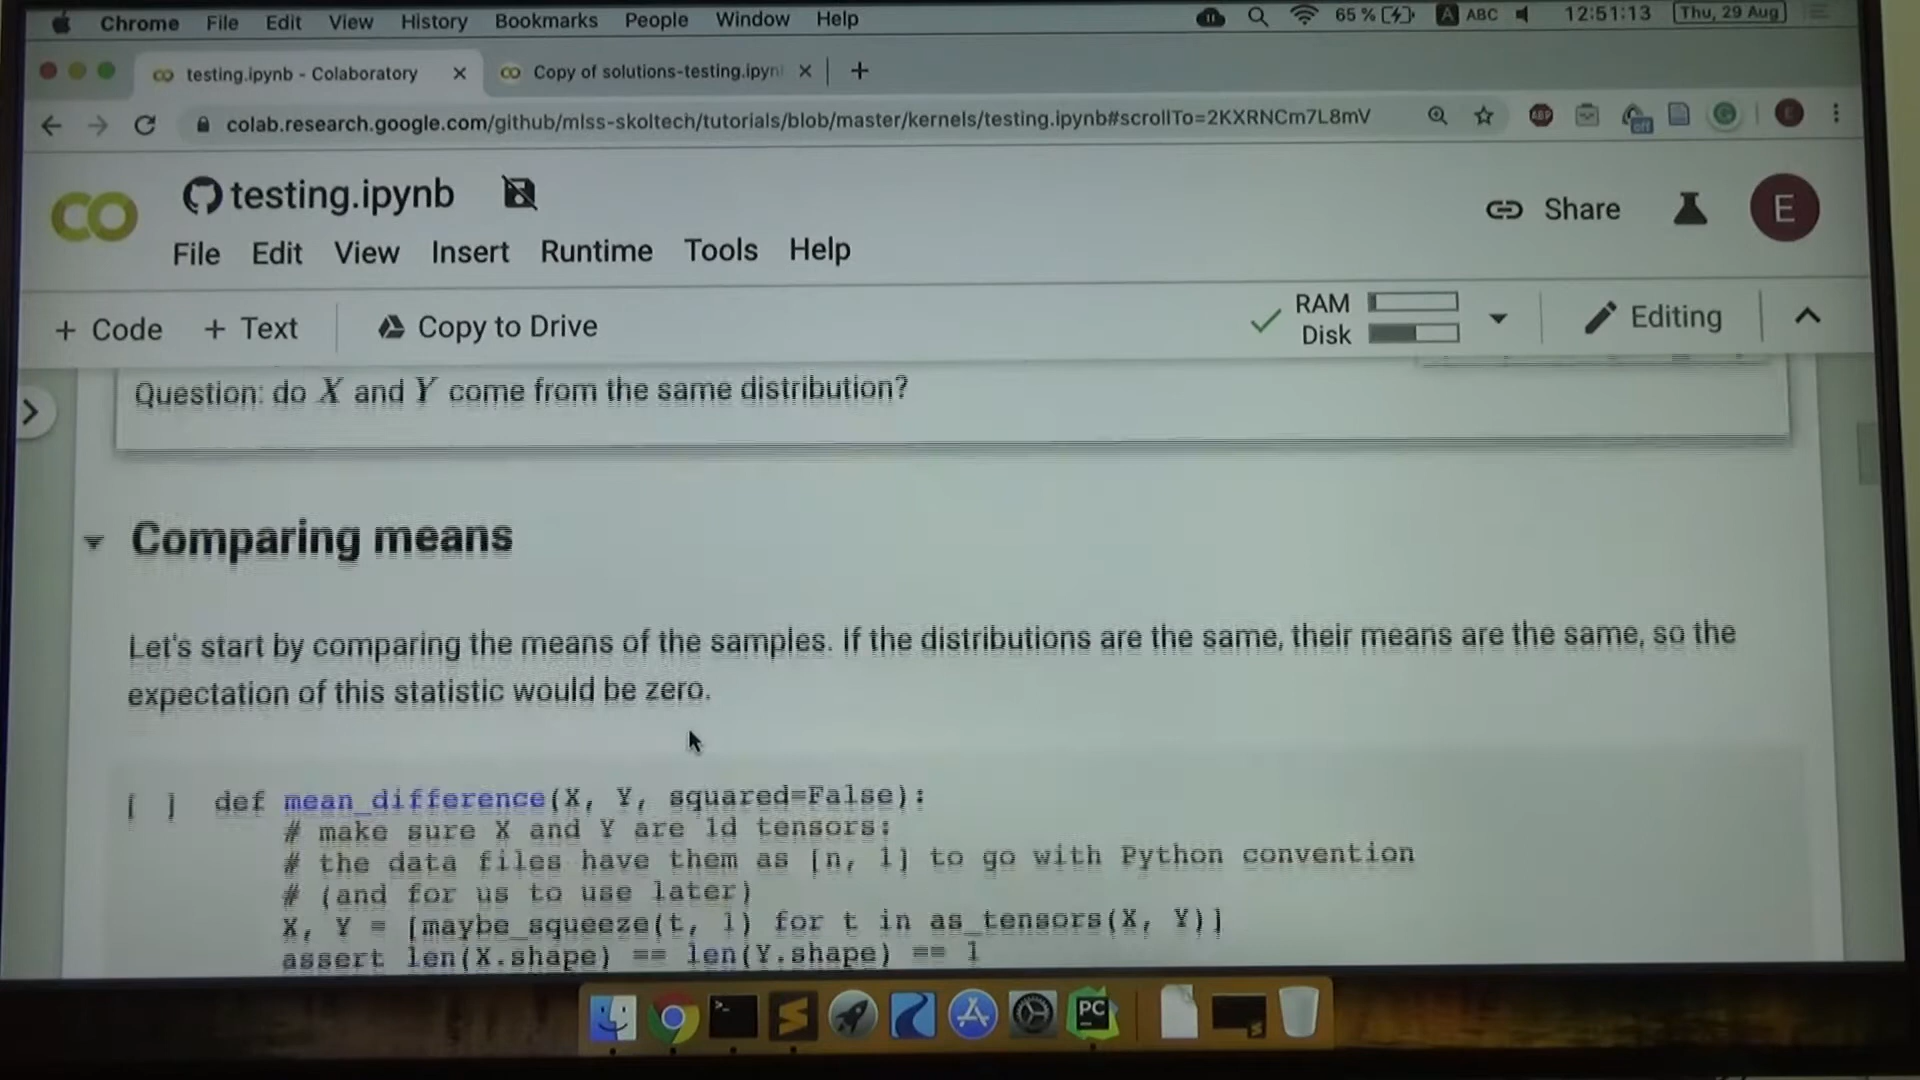 Chrome File Edit View History Bookmarks People Window Help 65 % A ABC 12:51:13 Thu, 29 Aug
testing.ipynb - Colaboratory Copy of solutions-testing.ipyn
colab.research.google.com/github/mlss-skoltech/tutorials/blob/master/kernels/testing.ipynb#scrollTo=2KXRNCm7L8mV ABP off
testing.ipynb
Share E
File Edit View Insert Runtime Tools Help
+ Code + Text Copy to Drive
RAM
Disk
Editing
Question: do X and Y come from the same distribution?
Comparing means
Let's start by comparing the means of the samples. If the distributions are the same, their means are the same, so the
expectation of this statistic would be zero.
[ ] def mean_difference(X, Y, squared=False):
# make sure X and Y are 1d tensors:
# the data files have them as [n, 1] to go with Python convention
# (and for us to use later)
X, Y = [maybe_squeeze(t, 1) for t in as_tensors(X, Y)]
assert len(X.shape) == len(Y.shape) == 1
PC